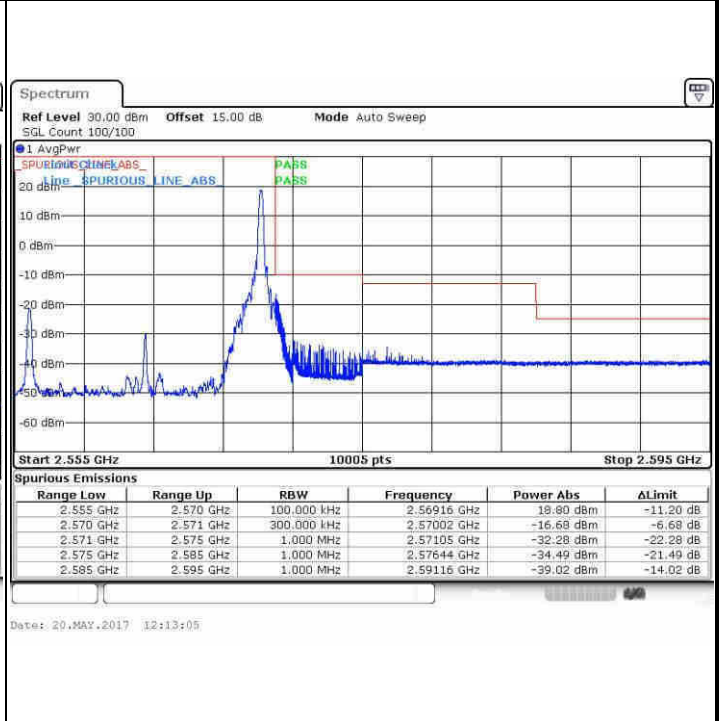 Spectrum
Ref Level 30.00 dBm Offset 15.00 dB Mode Auto Sweep
SGL Count 100/100
1 AvgPwr
_SPURIOUS_LINE_ABS_ PASS
Line _SPURIOUS_LINE_ABS_ PASS
20 dBm
10 dBm
0 dBm
-10 dBm
-20 dBm
-30 dBm
-40 dBm
-50 dBm
-60 dBm
Start 2.555 GHz 10005 pts Stop 2.595 GHz
Spurious Emissions
Range Low Range Up RBW Frequency Power Abs ΔLimit
2.555 GHz 2.570 GHz 100.000 kHz 2.56916 GHz 18.80 dBm -11.20 dB
2.570 GHz 2.571 GHz 300.000 kHz 2.57002 GHz -16.68 dBm -6.68 dB
2.571 GHz 2.575 GHz 1.000 MHz 2.57105 GHz -32.28 dBm -22.28 dB
2.575 GHz 2.585 GHz 1.000 MHz 2.57644 GHz -34.49 dBm -21.49 dB
2.585 GHz 2.595 GHz 1.000 MHz 2.59116 GHz -39.02 dBm -14.02 dB
Date: 20.MAY.2017 12:13:05